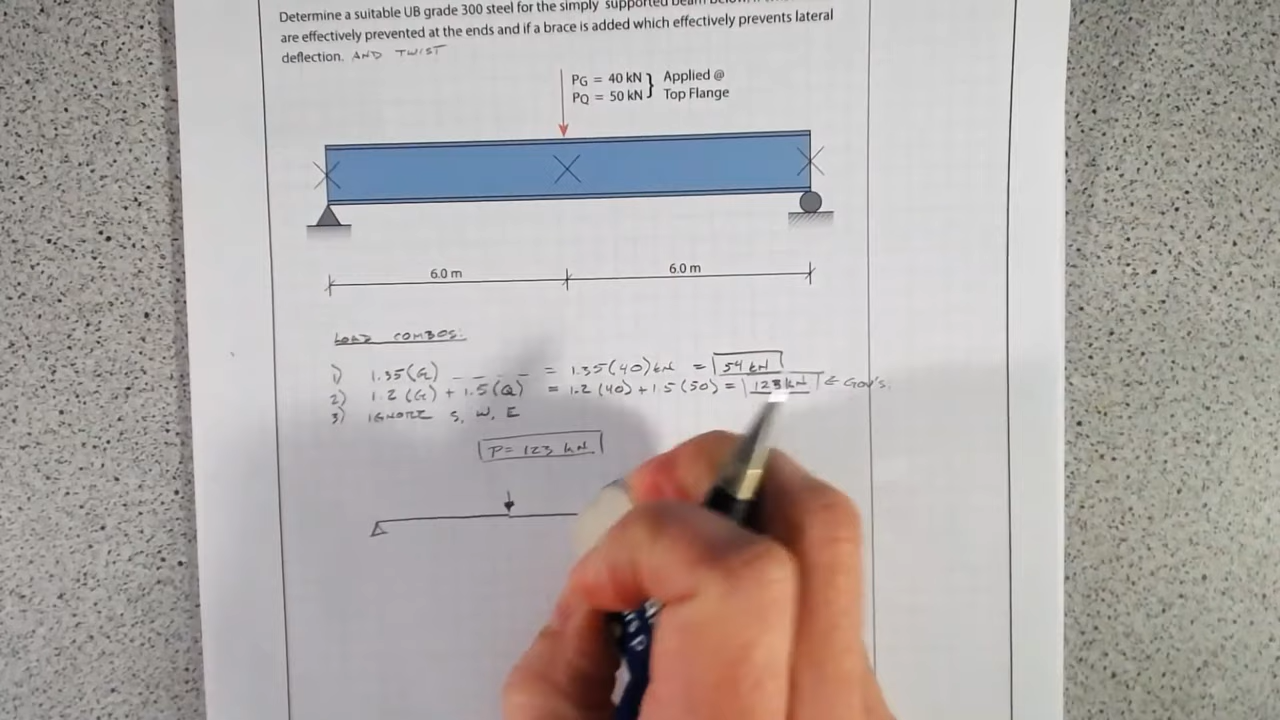 Determine a suitable UB grade 300 steel for the simply supported beam below.
are effectively prevented at the ends and if a brace is added which effectively prevents lateral
deflection. AND TWIST
PG = 40 kN } Applied @
PQ = 50 kN Top Flange
6.0 m 6.0 m
LOAD COMBOS:
1) 1.35(G) _ _ _ _ = 1.35(40) kN = 54 kN
2) 1.2(G) + 1.5(Q) = 1.2(40) + 1.5(50) = 123 kN ← GOV'S.
3) IGNORE S, W, E
P = 123 kN